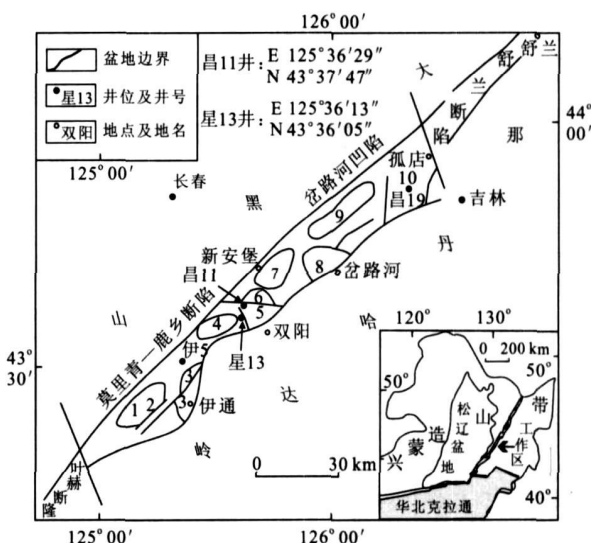 126°00′
盆地边界
星13 井位及井号
双阳 地点及地名
昌11井: E 125°36′29″
N 43°37′47″
星13井: E 125°36′13″
N 43°36′05″
大
黑
山
那
丹
哈
达
岭
舒兰
舒兰断陷
44°
00′
125°00′
长春
岔路河凹陷
孤店
10
昌19
吉林
9
新安堡
7
8
岔路河
昌11
6
5
莫里青—鹿乡断陷
4
双阳
星13
43°
30′
伊5
3
3
伊通
1 2
0 30 km
叶赫断隆
125°00′
126°00′
120°
130°
0 200 km
50°
50°
兴蒙造山带
松辽盆地
工作区
40°
40°
华北克拉通